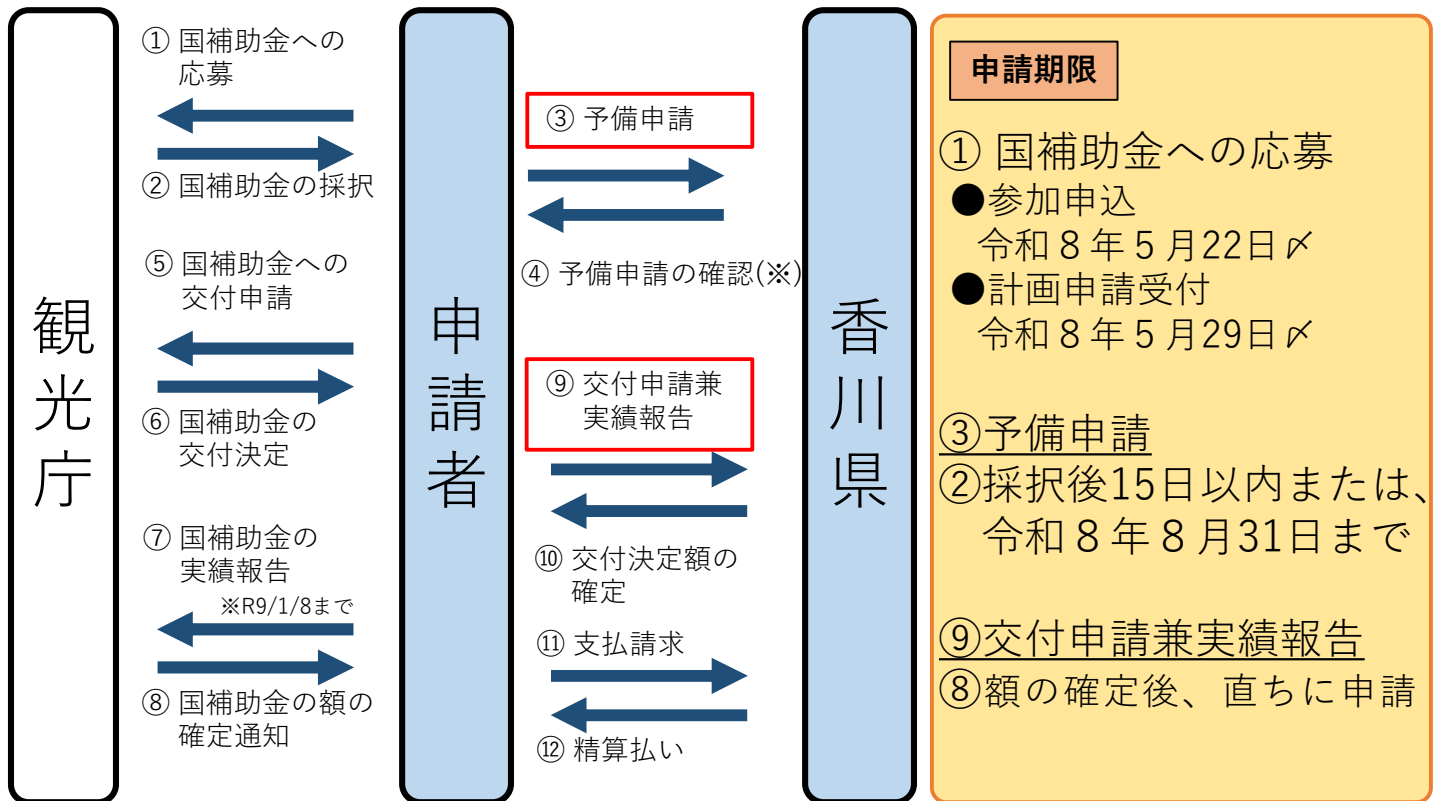 観光庁
① 国補助金への
応募
② 国補助金の採択
⑤ 国補助金への
交付申請
⑥ 国補助金の
交付決定
⑦ 国補助金の
実績報告
※R9/1/8まで
⑧ 国補助金の額の
確定通知
申請者
③ 予備申請
④ 予備申請の確認(※)
⑨ 交付申請兼
実績報告
⑩ 交付決定額の
確定
⑪ 支払請求
⑫ 精算払い
香川県
申請期限
① 国補助金への応募
●参加申込
令和８年５月22日〆
●計画申請受付
令和８年５月29日〆
③予備申請
②採択後15日以内または、
令和８年８月31日まで
⑨交付申請兼実績報告
⑧額の確定後、直ちに申請